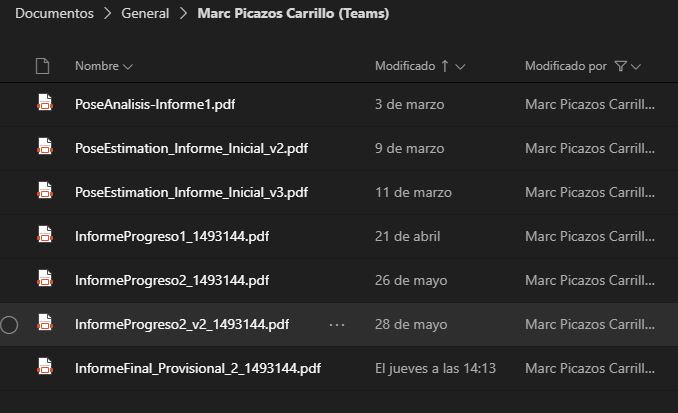 Documentos > General > Marc Picazos Carrillo (Teams)
Nombre Modificado Modificado por
PoseAnalisis-Informe1.pdf 3 de marzo Marc Picazos Carrill...
PoseEstimation_Informe_Inicial_v2.pdf 9 de marzo Marc Picazos Carrill...
PoseEstimation_Informe_Inicial_v3.pdf 11 de marzo Marc Picazos Carrill...
InformeProgreso1_1493144.pdf 21 de abril Marc Picazos Carrill...
InformeProgreso2_1493144.pdf 26 de mayo Marc Picazos Carrill...
InformeProgreso2_v2_1493144.pdf ... 28 de mayo Marc Picazos Carrill...
InformeFinal_Provisional_2_1493144.pdf El jueves a las 14:13 Marc Picazos Carrill...